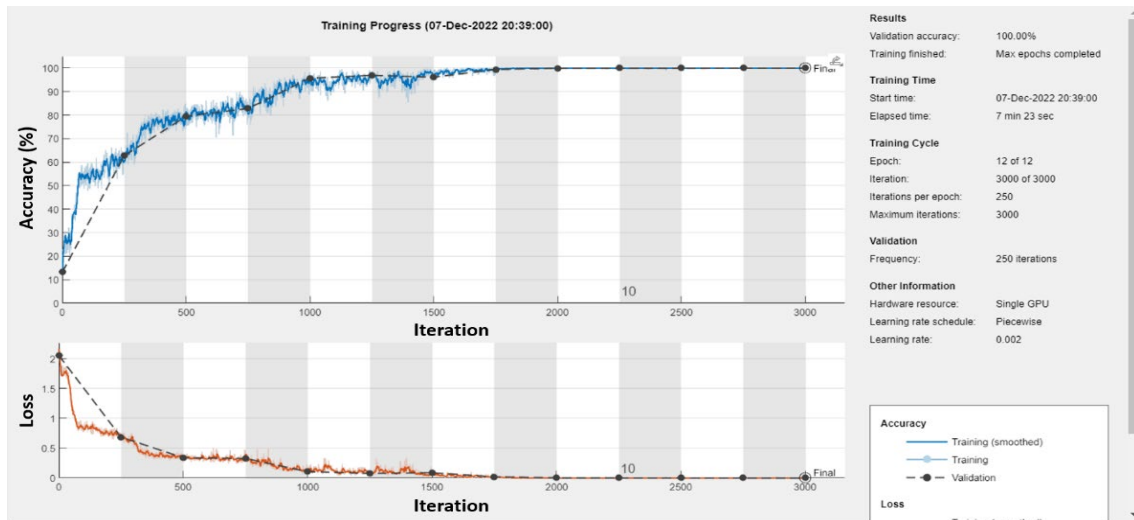 Training Progress (07-Dec-2022 20:39:00)
Accuracy (%)
100
90
80
70
60
50
40
30
20
10
0
Final
10
0 500 1000 1500 2000 2500 3000
Iteration
Loss
2
1.5
1
0.5
0
10
Final
0 500 1000 1500 2000 2500 3000
Iteration
Results
Validation accuracy: 100.00%
Training finished: Max epochs completed
Training Time
Start time: 07-Dec-2022 20:39:00
Elapsed time: 7 min 23 sec
Training Cycle
Epoch: 12 of 12
Iteration: 3000 of 3000
Iterations per epoch: 250
Maximum iterations: 3000
Validation
Frequency: 250 iterations
Other Information
Hardware resource: Single GPU
Learning rate schedule: Piecewise
Learning rate: 0.002
Accuracy
Training (smoothed)
Training
Validation
Loss